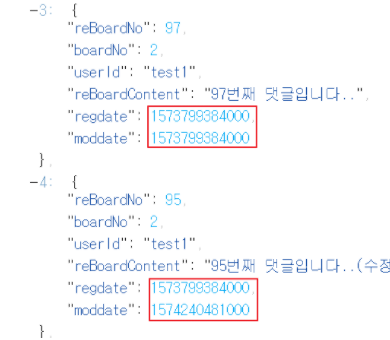 -3: {
"reBoardNo": 97,
"boardNo": 2,
"userId": "test1",
"reBoardContent": "97번째 댓글입니다..",
"regdate": 1573799384000,
"moddate": 1573799384000
},
-4: {
"reBoardNo": 95,
"boardNo": 2,
"userId": "test1",
"reBoardContent": "95번째 댓글입니다..(수정
"regdate": 1573799384000,
"moddate": 1574240481000
},